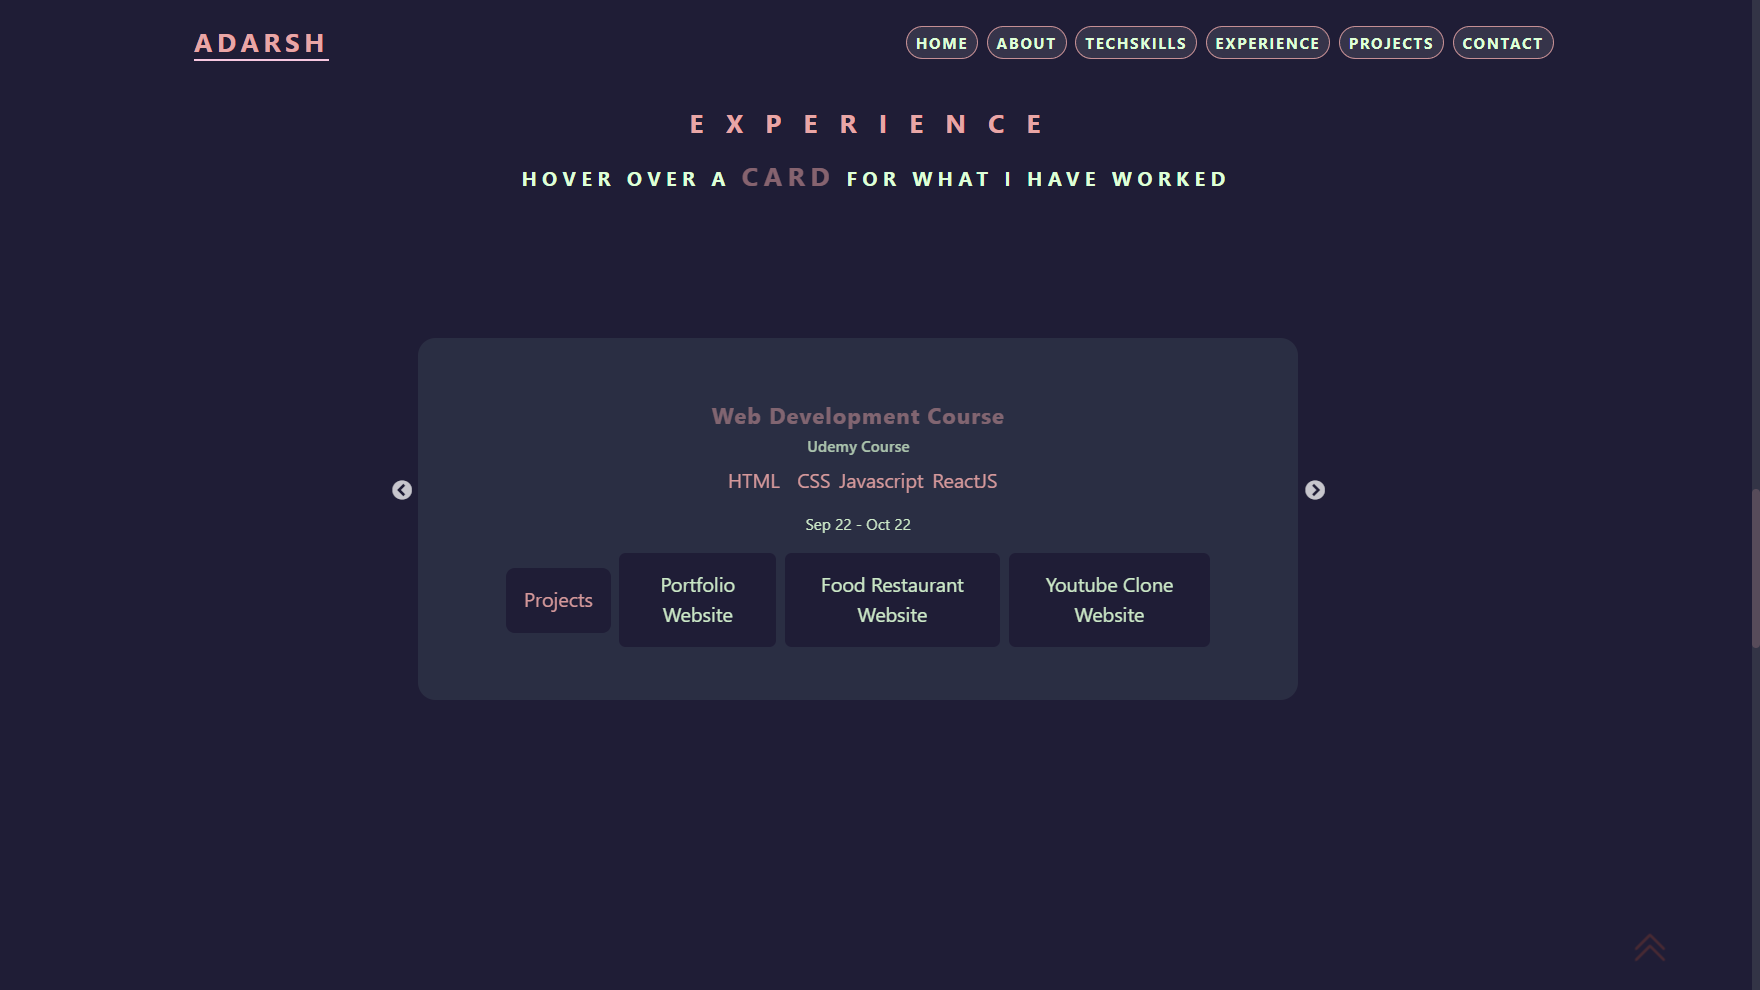 ADARSH
HOME ABOUT TECHSKILLS EXPERIENCE PROJECTS CONTACT
EXPERIENCE
HOVER OVER A CARD FOR WHAT I HAVE WORKED
Web Development Course
Udemy Course
HTML CSS Javascript ReactJS
Sep 22 - Oct 22
Projects
Portfolio
Website
Food Restaurant
Website
Youtube Clone
Website